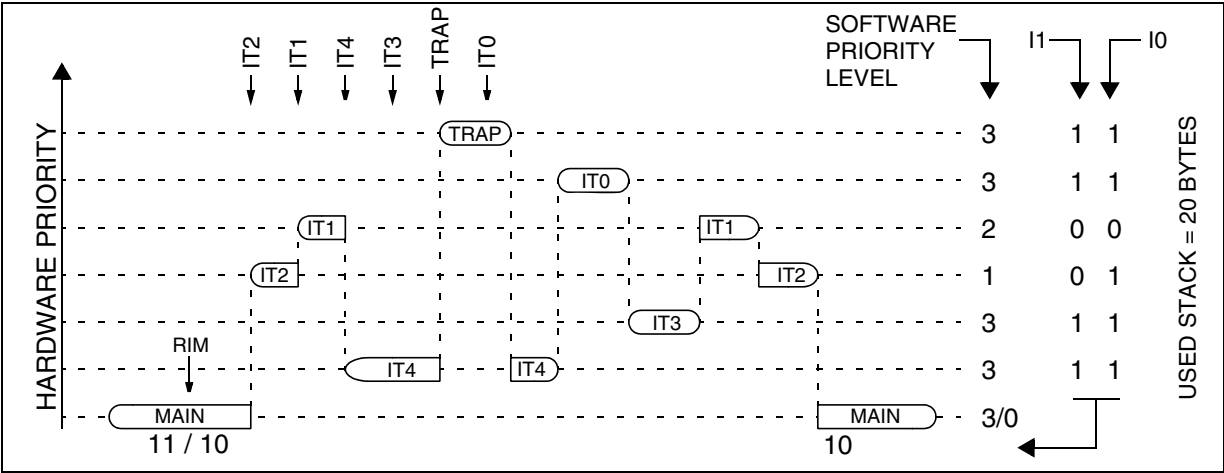 SOFTWARE
PRIORITY
LEVEL
I1
I0
IT2
IT1
IT4
IT3
TRAP
IT0
HARDWARE PRIORITY
USED STACK = 20 BYTES
TRAP
3
1 1
IT0
3
1 1
IT1
IT1
2
0 0
IT2
IT2
1
0 1
IT3
3
1 1
RIM
IT4
IT4
3
1 1
MAIN
MAIN
3/0
11 / 10
10